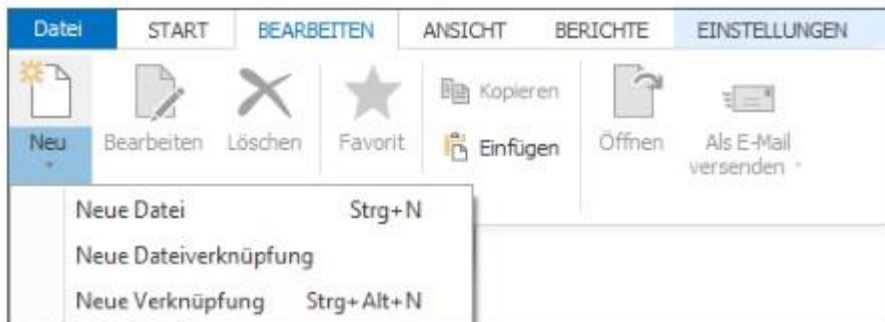 Datei START BEARBEITEN ANSICHT BERICHTE EINSTELLUNGEN
Neu
Bearbeiten
Löschen
Favorit
Kopieren
Einfügen
Öffnen
Als E-Mail
versenden
Neue Datei Strg+N
Neue Dateiverknüpfung
Neue Verknüpfung Strg+Alt+N